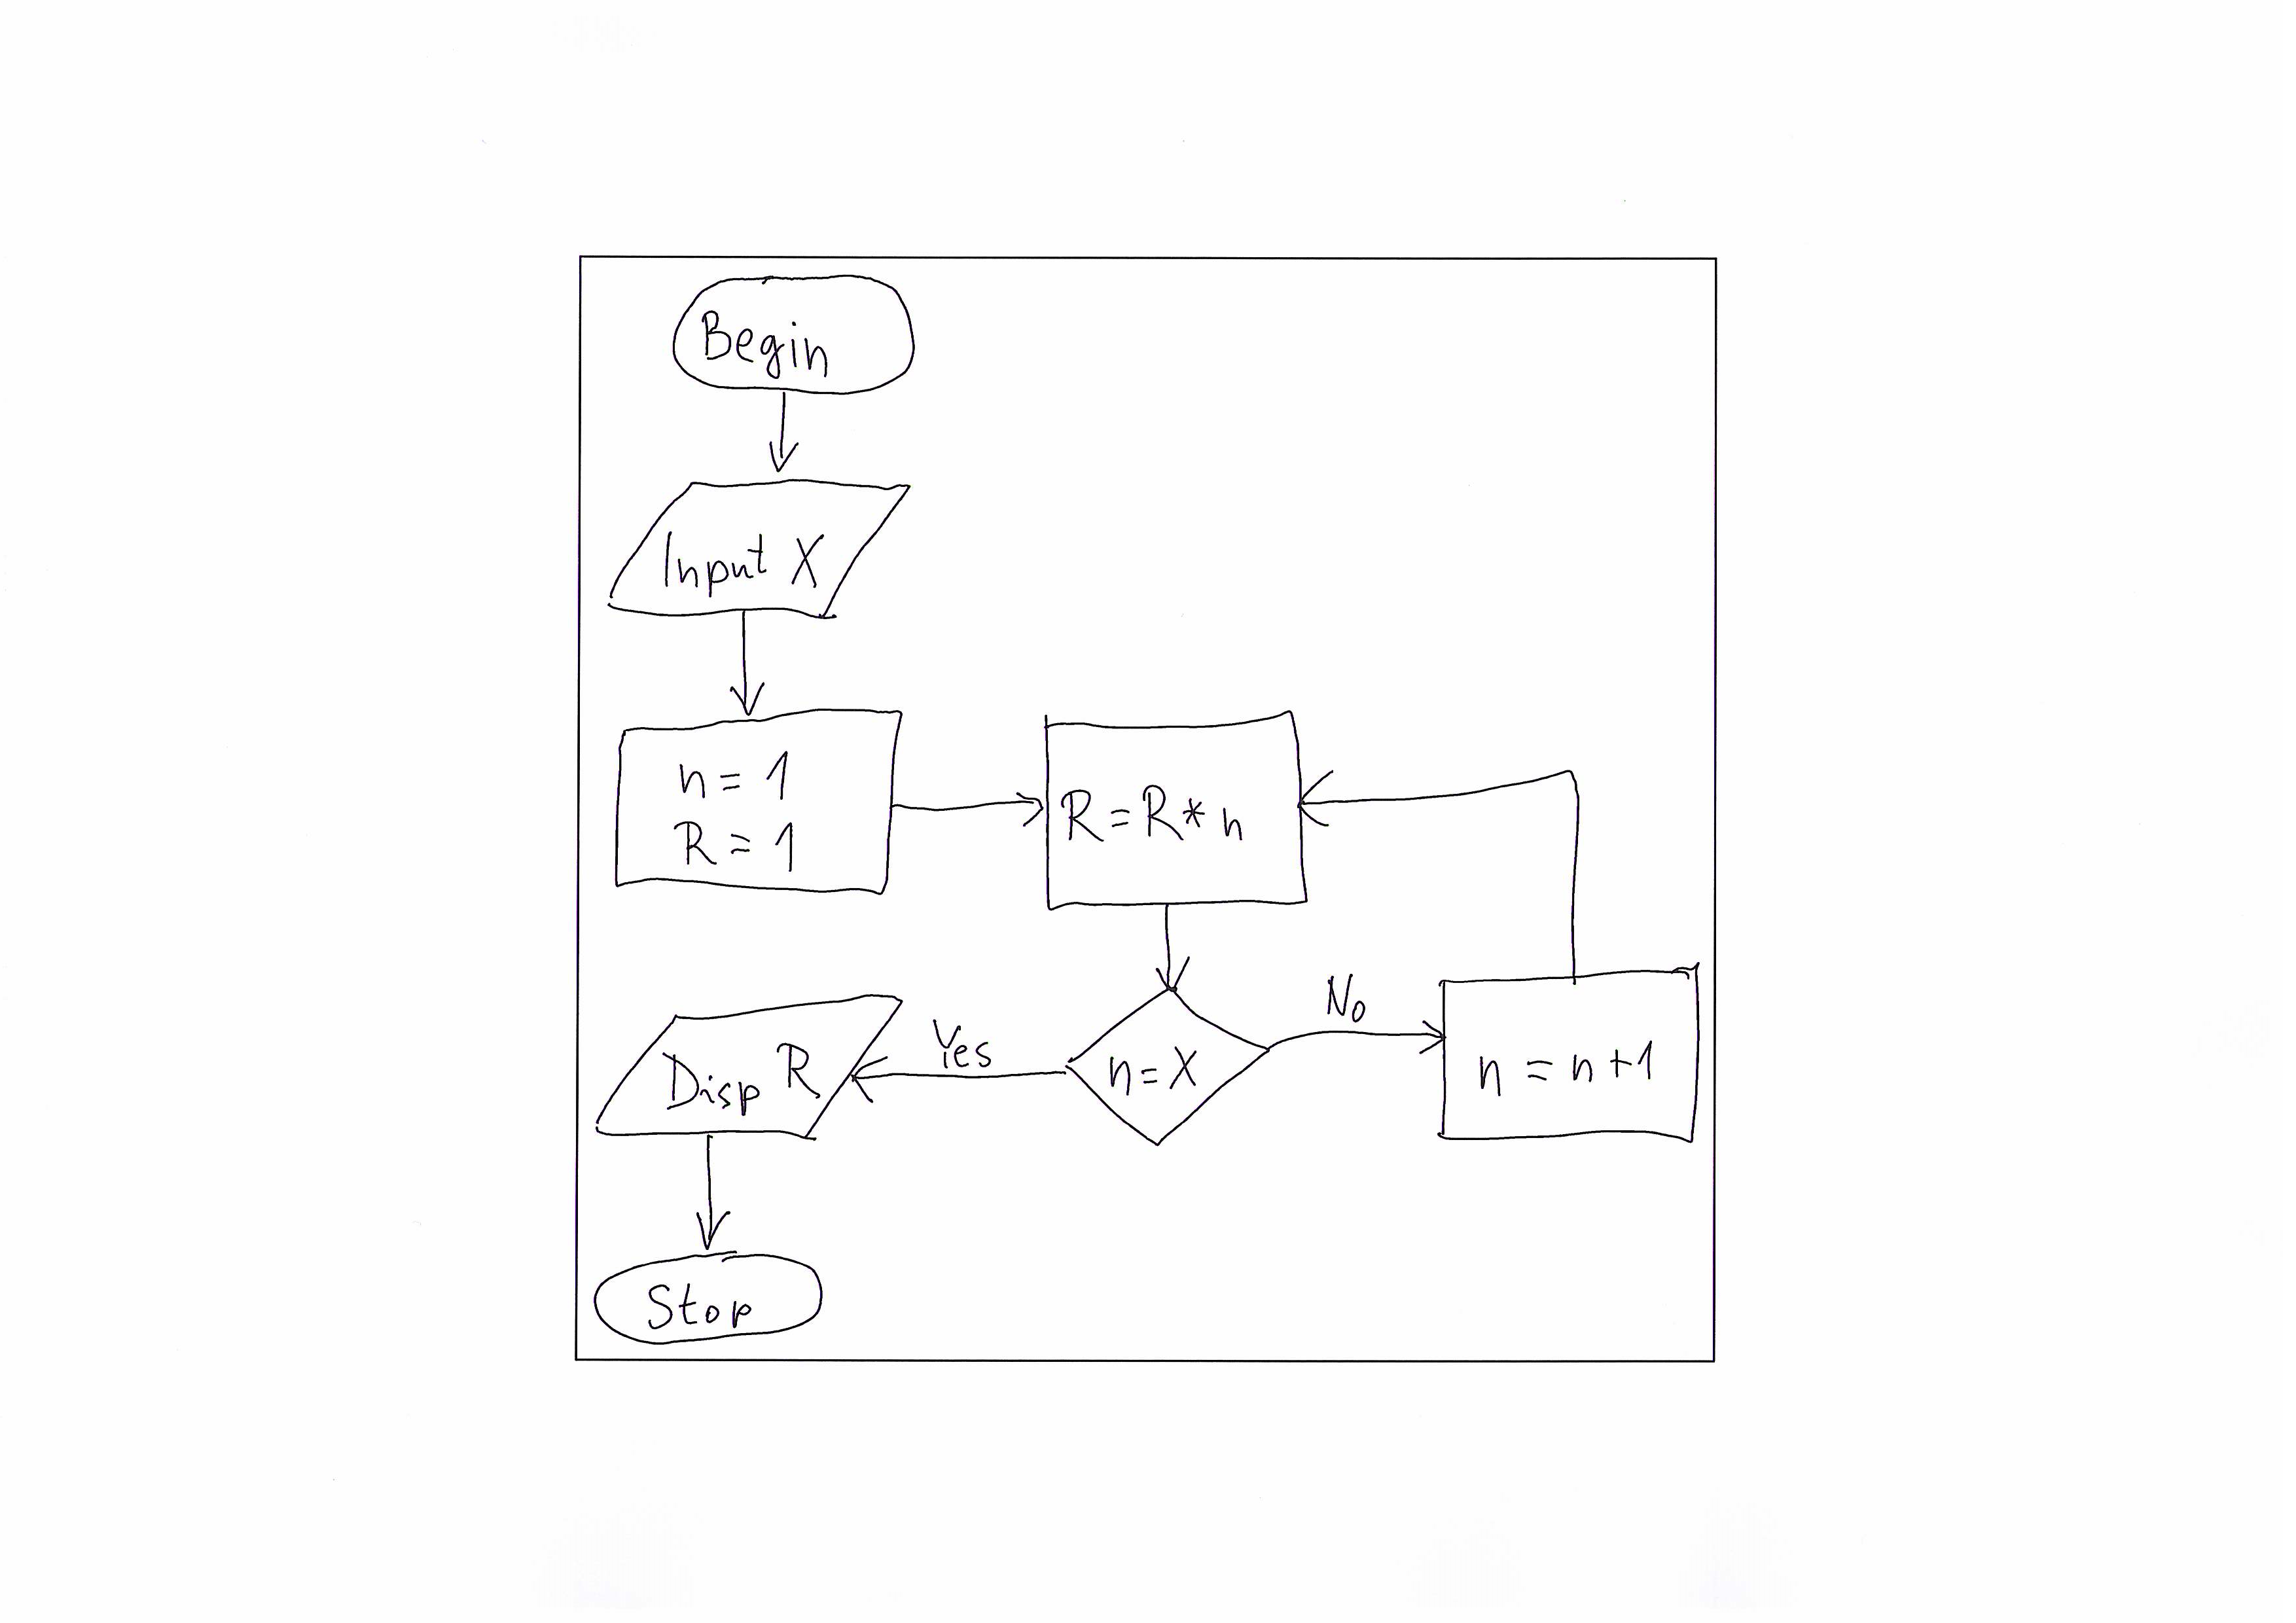 Begin
Input X
n = 1
R = 1
R = R * n
n = X
Yes
No
n = n + 1
Disp R
Stop